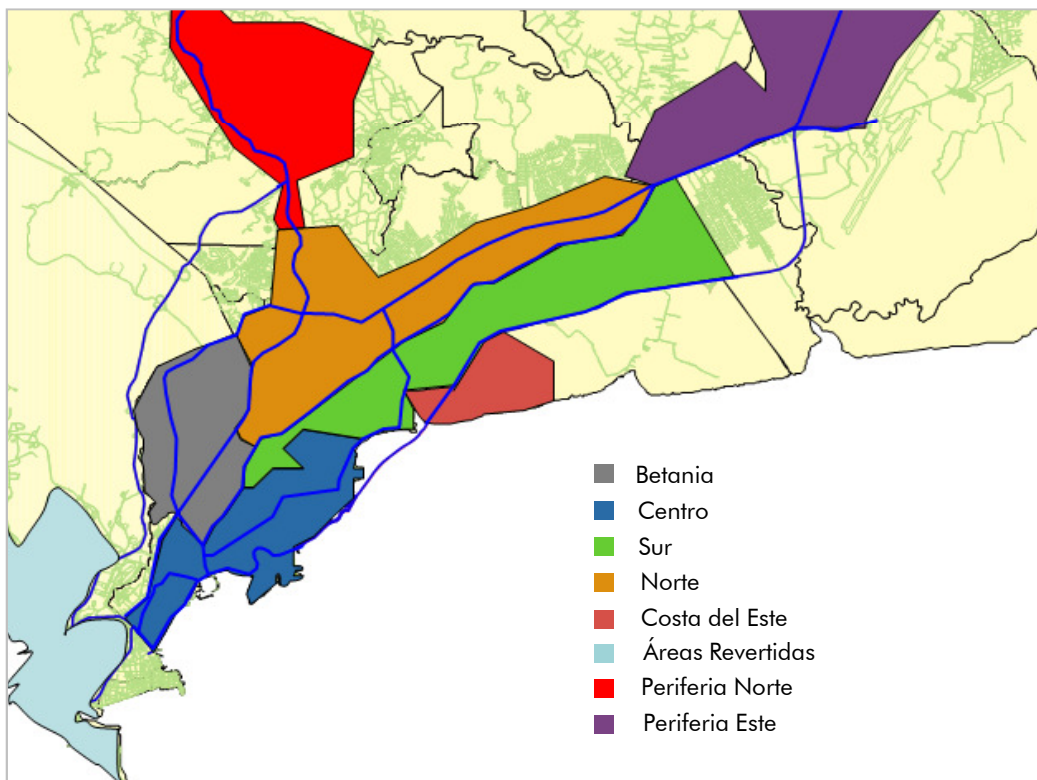 Betania
Centro
Sur
Norte
Costa del Este
Áreas Revertidas
Periferia Norte
Periferia Este